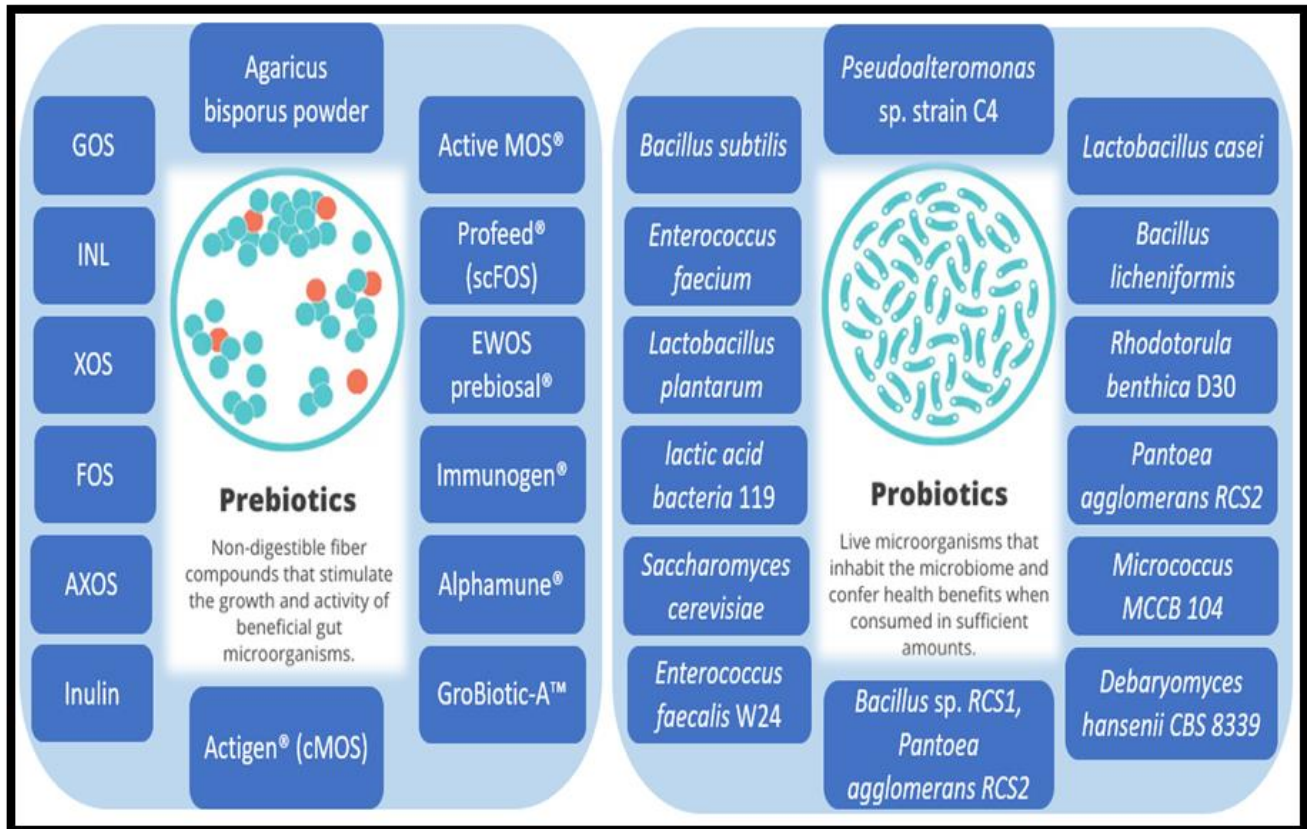 Agaricus
bisporus powder
GOS
INL
XOS
FOS
AXOS
Inulin
Prebiotics
Non-digestible fiber
compounds that stimulate
the growth and activity of
beneficial gut
microorganisms.
Actigen® (cMOS)
Active MOS®
Profeed®
(scFOS)
EWOS
prebiosal®
Immunogen®
Alphamune®
GroBiotic-A™
Pseudoalteromonas
sp. strain C4
Bacillus subtilis
Enterococcus
faecium
Lactobacillus
plantarum
lactic acid
bacteria 119
Saccharomyces
cerevisiae
Enterococcus
faecalis W24
Probiotics
Live microorganisms that
inhabit the microbiome and
confer health benefits when
consumed in sufficient
amounts.
Bacillus sp. RCS1,
Pantoea
agglomerans RCS2
Lactobacillus casei
Bacillus
licheniformis
Rhodotorula
benthica D30
Pantoea
agglomerans RCS2
Micrococcus
MCCB 104
Debaryomyces
hansenii CBS 8339